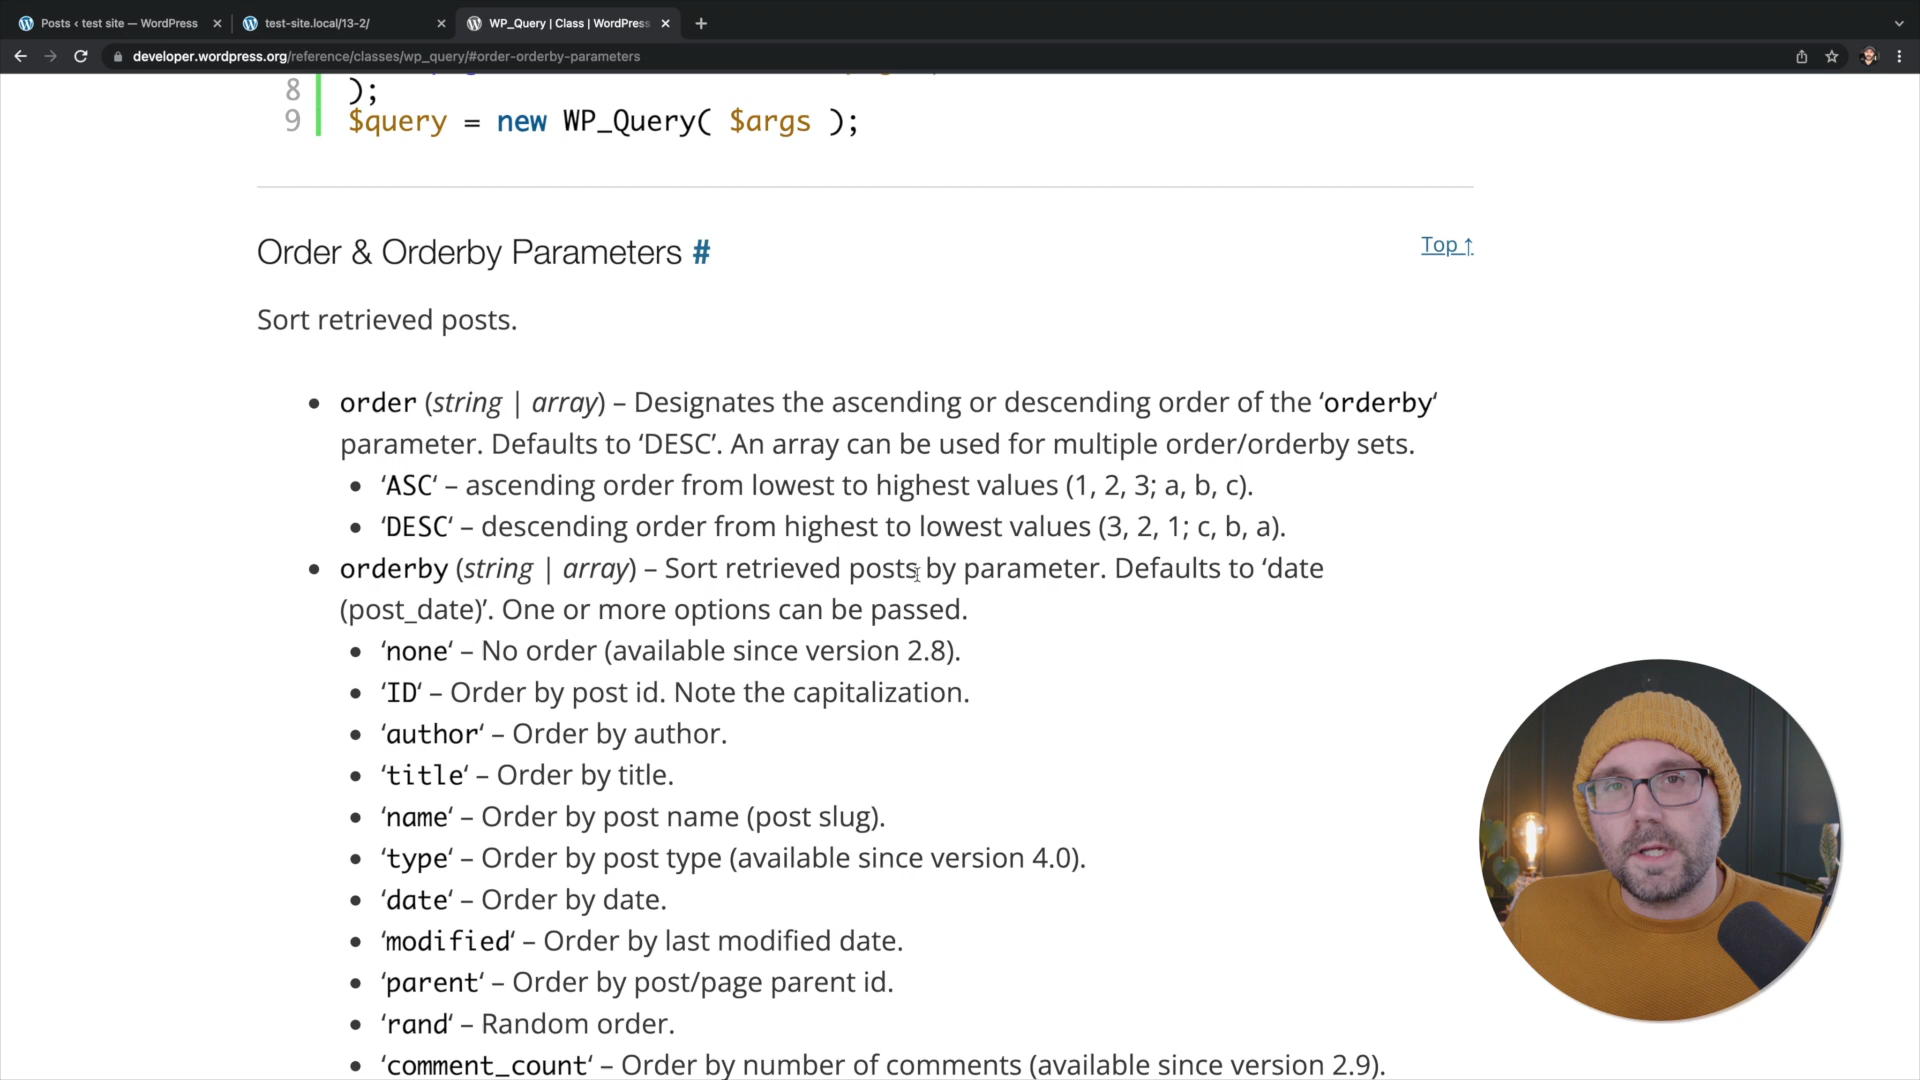 Posts ‹ test site — WordPress
test-site.local/13-2/
WP_Query | Class | WordPress
developer.wordpress.org/reference/classes/wp_query/#order-orderby-parameters
8 );
9 $query = new WP_Query( $args );
Order & Orderby Parameters #
Top ↑
Sort retrieved posts.
• order (string | array) – Designates the ascending or descending order of the ‘orderby‘
parameter. Defaults to ‘DESC’. An array can be used for multiple order/orderby sets.
• ‘ASC‘ – ascending order from lowest to highest values (1, 2, 3; a, b, c).
• ‘DESC‘ – descending order from highest to lowest values (3, 2, 1; c, b, a).
• orderby (string | array) – Sort retrieved posts by parameter. Defaults to ‘date
(post_date)’. One or more options can be passed.
• ‘none‘ – No order (available since version 2.8).
• ‘ID‘ – Order by post id. Note the capitalization.
• ‘author‘ – Order by author.
• ‘title‘ – Order by title.
• ‘name‘ – Order by post name (post slug).
• ‘type‘ – Order by post type (available since version 4.0).
• ‘date‘ – Order by date.
• ‘modified‘ – Order by last modified date.
• ‘parent‘ – Order by post/page parent id.
• ‘rand‘ – Random order.
• ‘comment_count‘ – Order by number of comments (available since version 2.9).